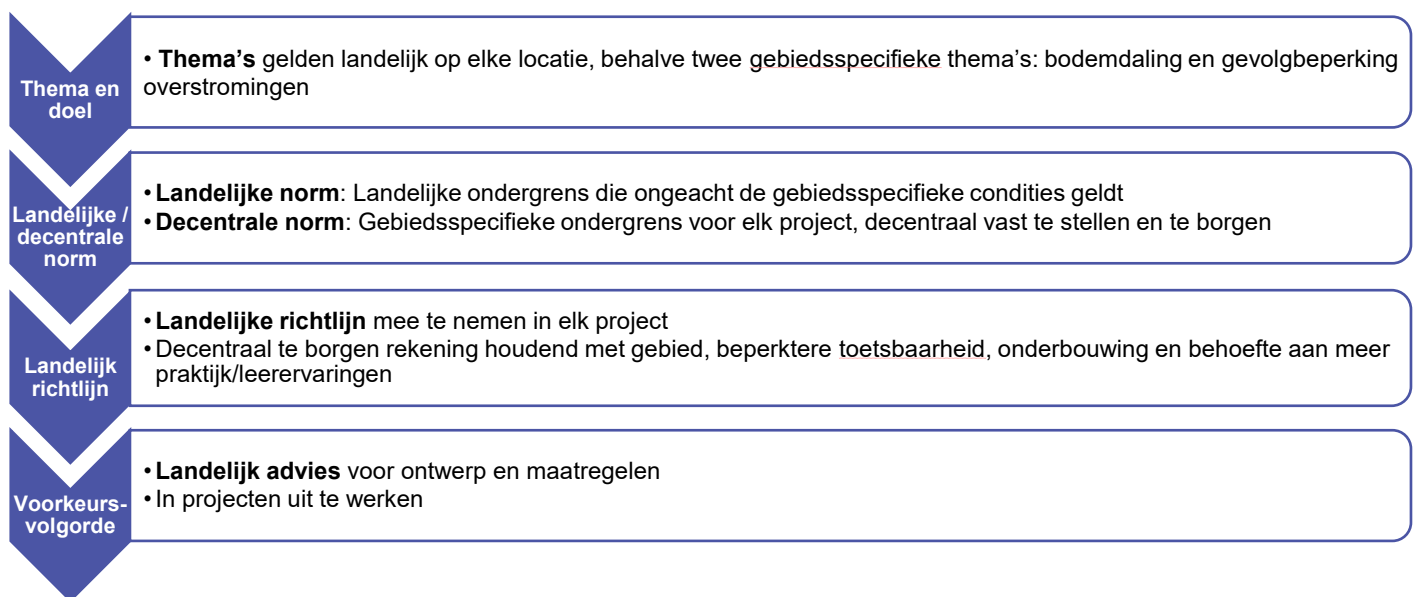 Thema en
doel
• Thema's gelden landelijk op elke locatie, behalve twee gebiedsspecifieke thema's: bodemdaling en gevolgbeperking
overstromingen
Landelijke /
decentrale
norm
• Landelijke norm: Landelijke ondergrens die ongeacht de gebiedsspecifieke condities geldt
• Decentrale norm: Gebiedsspecifieke ondergrens voor elk project, decentraal vast te stellen en te borgen
Landelijk
richtlijn
• Landelijke richtlijn mee te nemen in elk project
• Decentraal te borgen rekening houdend met gebied, beperktere toetsbaarheid, onderbouwing en behoefte aan meer
praktijk/leerervaringen
Voorkeurs-
volgorde
• Landelijk advies voor ontwerp en maatregelen
• In projecten uit te werken